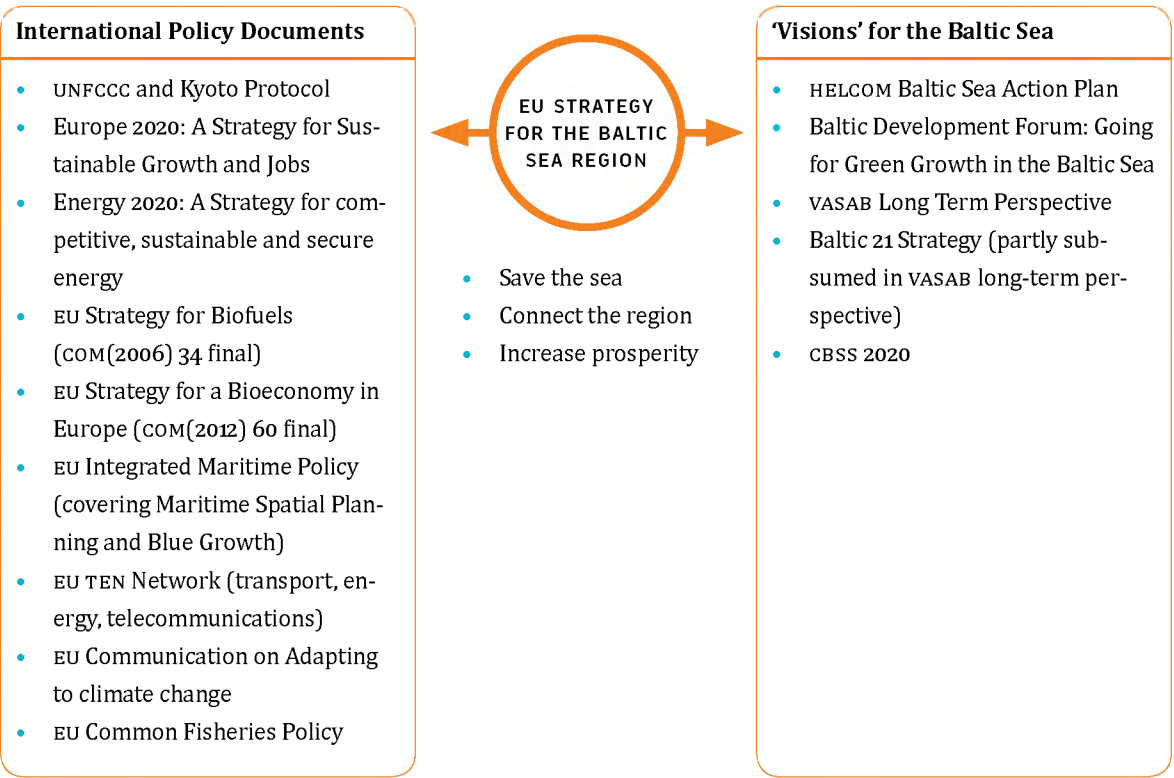 International Policy Documents
• UNFCCC and Kyoto Protocol
• Europe 2020: A Strategy for Sus-
tainable Growth and Jobs
• Energy 2020: A Strategy for com-
petitive, sustainable and secure
energy
• EU Strategy for Biofuels
(COM(2006) 34 final)
• EU Strategy for a Bioeconomy in
Europe (COM(2012) 60 final)
• EU Integrated Maritime Policy
(covering Maritime Spatial Plan-
ning and Blue Growth)
• EU TEN Network (transport, en-
ergy, telecommunications)
• EU Communication on Adapting
to climate change
• EU Common Fisheries Policy
EU STRATEGY
FOR THE BALTIC
SEA REGION
• Save the sea
• Connect the region
• Increase prosperity
‘Visions’ for the Baltic Sea
• HELCOM Baltic Sea Action Plan
• Baltic Development Forum: Going
for Green Growth in the Baltic Sea
• VASAB Long Term Perspective
• Baltic 21 Strategy (partly sub-
sumed in VASAB long-term per-
spective)
• CBSS 2020